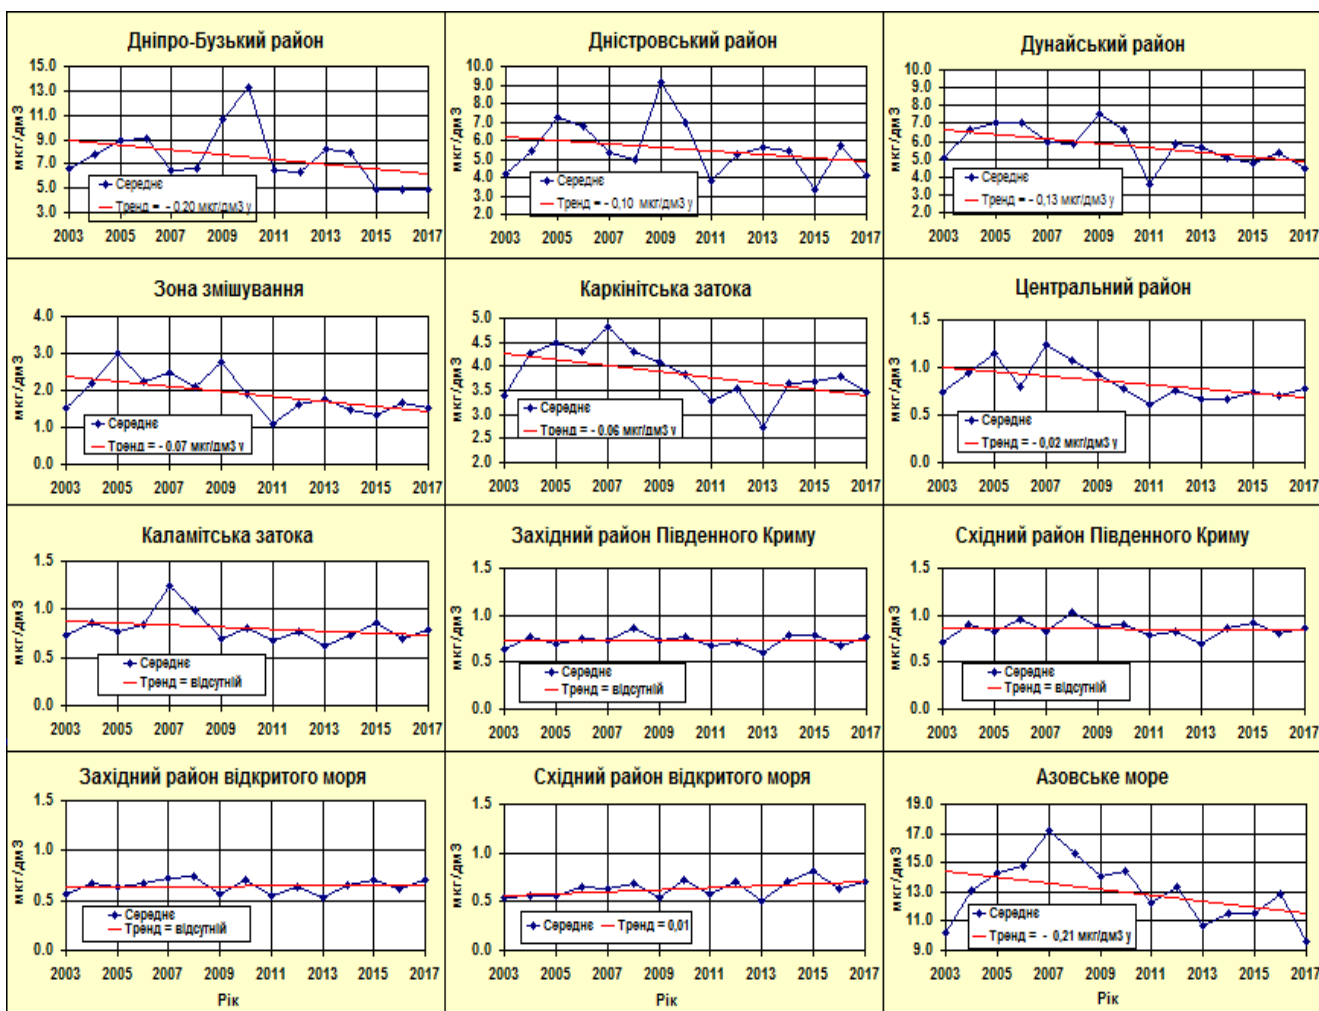 Дніпро-Бузький район
мкг/дм3
15.0
13.0
11.0
9.0
7.0
5.0
3.0
Середнє
Тренд = - 0,20 мкг/дм3 у
2003 2005 2007 2009 2011 2013 2015 2017
Дністровський район
мкг/дм3
10.0
9.0
8.0
7.0
6.0
5.0
4.0
3.0
2.0
Середнє
Тренд = - 0,10 мкг/дм3 у
2003 2005 2007 2009 2011 2013 2015 2017
Дунайський район
мкг/дм3
10.0
9.0
8.0
7.0
6.0
5.0
4.0
3.0
2.0
Середнє
Тренд = - 0,13 мкг/дм3 у
2003 2005 2007 2009 2011 2013 2015 2017
Зона змішування
мкг/дм3
4.0
3.0
2.0
1.0
0.0
Середнє
Тренд = - 0.07 мкг/дм3 у
2003 2005 2007 2009 2011 2013 2015 2017
Каркінітська затока
мкг/дм3
5.0
4.5
4.0
3.5
3.0
2.5
2.0
Середнє
Тренд = - 0.06 мкг/дм3 у
2003 2005 2007 2009 2011 2013 2015 2017
Центральний район
мкг/дм3
1.5
1.0
0.5
0.0
Середнє
Тренд = - 0,02 мкг/дм3 у
2003 2005 2007 2009 2011 2013 2015 2017
Каламітська затока
мкг/дм3
1.5
1.0
0.5
0.0
Середнє
Тренд = відсутній
2003 2005 2007 2009 2011 2013 2015 2017
Західний район Південного Криму
мкг/дм3
1.5
1.0
0.5
0.0
Середнє
Тренд = відсутній
2003 2005 2007 2009 2011 2013 2015 2017
Східний район Південного Криму
мкг/дм3
1.5
1.0
0.5
0.0
Середнє
Тренд = відсутній
2003 2005 2007 2009 2011 2013 2015 2017
Західний район відкритого моря
мкг/дм3
1.5
1.0
0.5
0.0
Середнє
Тренд = відсутній
2003 2005 2007 2009 2011 2013 2015 2017
Рік
Східний район відкритого моря
мкг/дм3
1.5
1.0
0.5
0.0
Середнє Тренд = 0,01
2003 2005 2007 2009 2011 2013 2015 2017
Рік
Азовське море
мкг/дм3
19.0
17.0
15.0
13.0
11.0
9.0
Середнє
Тренд = - 0,21 мкг/дм3 у
2003 2005 2007 2009 2011 2013 2015 2017
Рік